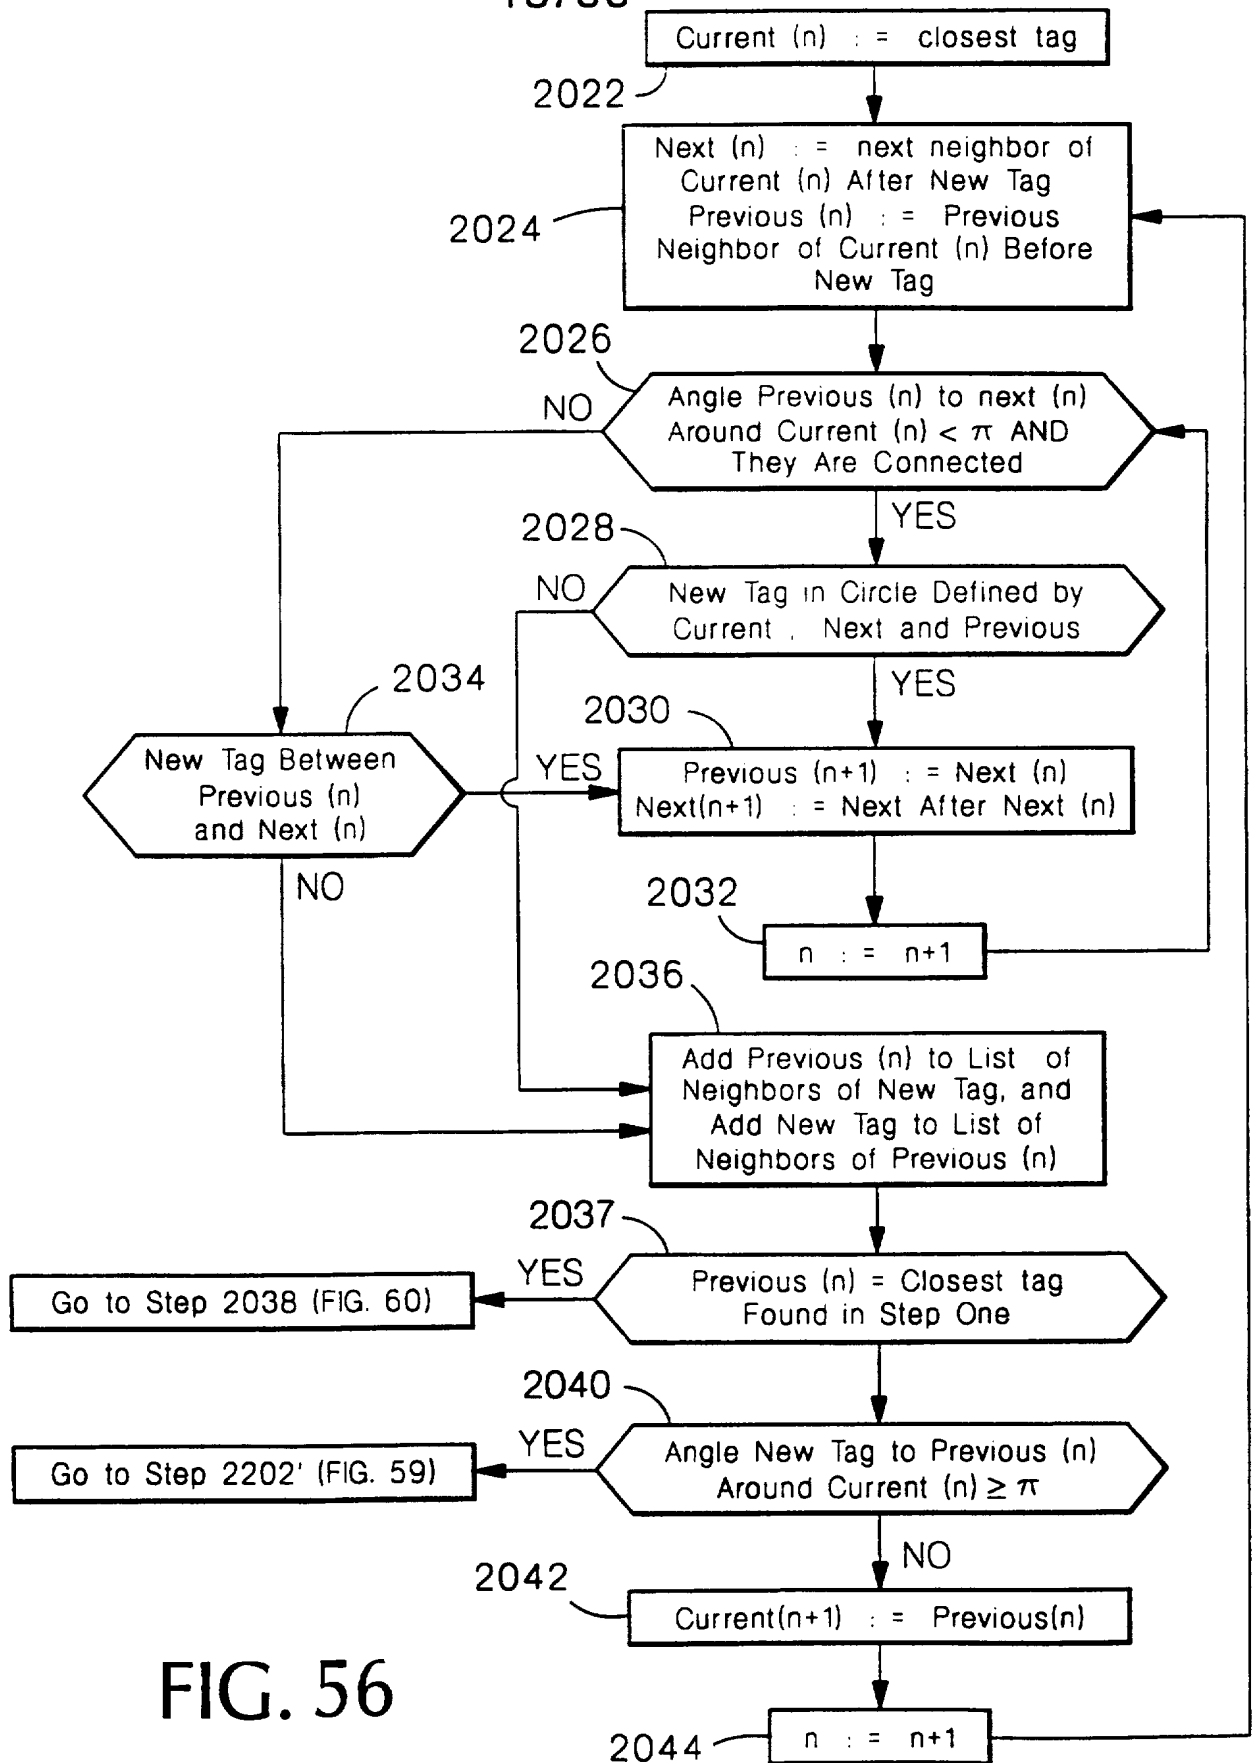 Current (n) := closest tag
2022
Next (n) := next neighbor of
Current (n) After New Tag
Previous (n) := Previous
Neighbor of Current (n) Before
New Tag
2024
2026
NO
Angle Previous (n) to next (n)
Around Current (n) < π AND
They Are Connected
YES
2028
NO
New Tag in Circle Defined by
Current, Next and Previous
YES
2034
New Tag Between
Previous (n)
and Next (n)
YES
NO
2030
Previous (n+1) := Next (n)
Next(n+1) := Next After Next (n)
2032
n := n+1
2036
Add Previous (n) to List of
Neighbors of New Tag, and
Add New Tag to List of
Neighbors of Previous (n)
2037
YES
Previous (n) = Closest tag
Found in Step One
Go to Step 2038 (FIG. 60)
2040
YES
Angle New Tag to Previous (n)
Around Current (n) ≥ π
Go to Step 2202' (FIG. 59)
NO
2042
Current(n+1) := Previous(n)
2044
n := n+1
FIG. 56